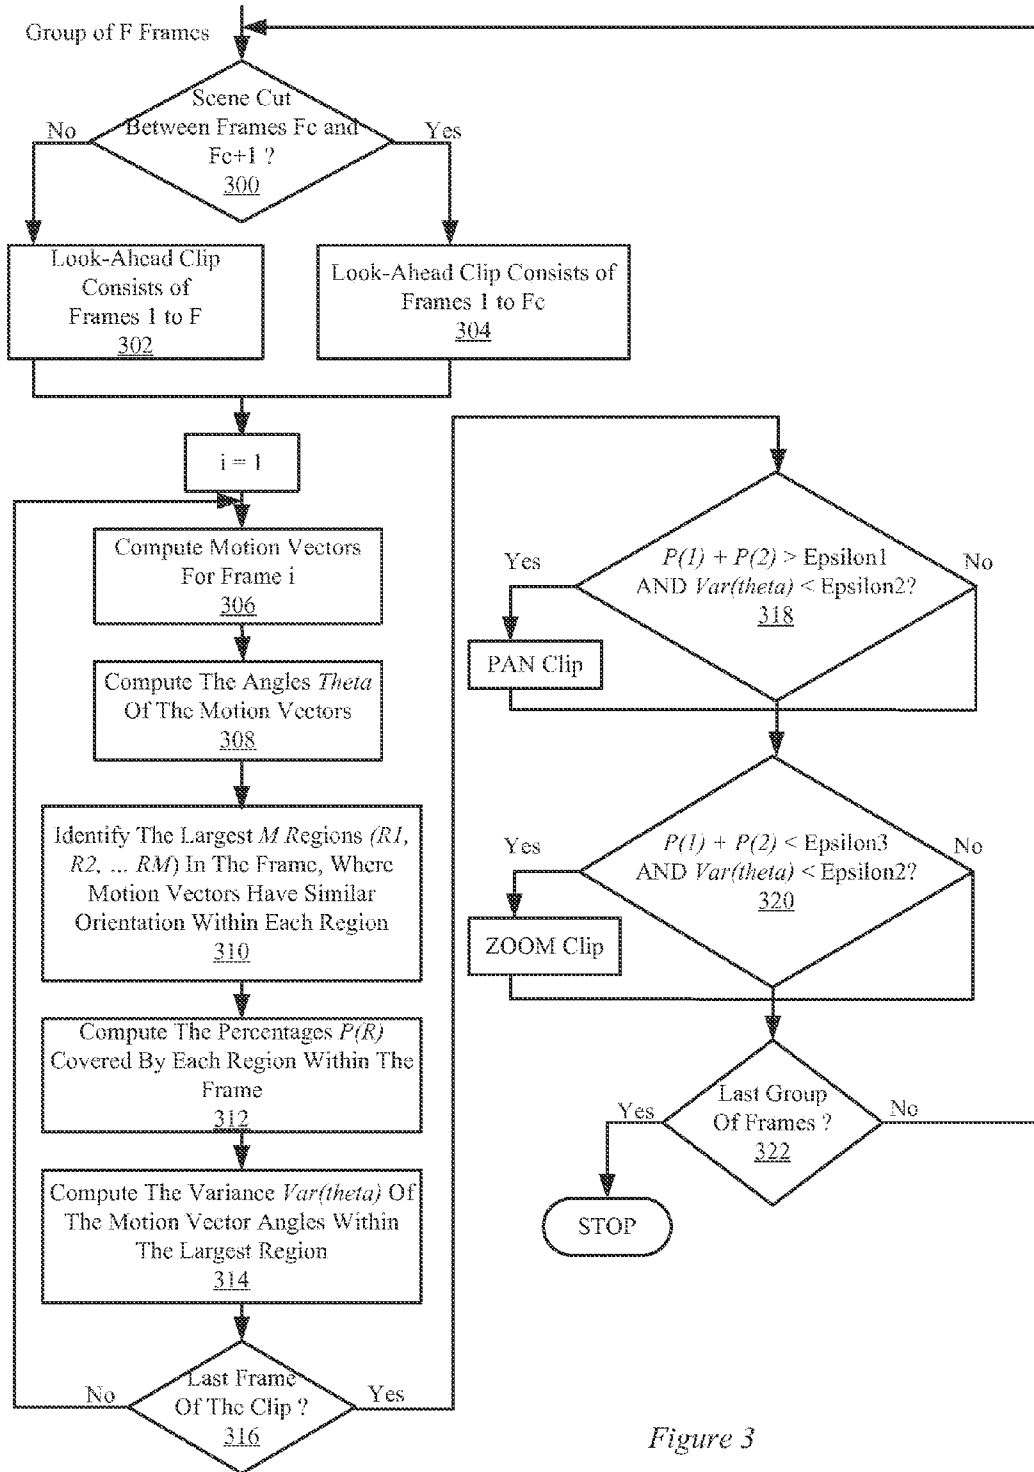 Group of F Frames
Scene Cut
Between Frames Fc and
Fc+1 ?
300
No
Yes
Look-Ahead Clip
Consists of
Frames 1 to F
302
Look-Ahead Clip Consists of
Frames 1 to Fc
304
i = 1
Compute Motion Vectors
For Frame i
306
Compute The Angles Theta
Of The Motion Vectors
308
Identify The Largest M Regions (R1,
R2, ... RM) In The Frame, Where
Motion Vectors Have Similar
Orientation Within Each Region
310
Compute The Percentages P(R)
Covered By Each Region Within The
Frame
312
Compute The Variance Var(theta) Of
The Motion Vector Angles Within
The Largest Region
314
Last Frame
Of The Clip ?
316
No
Yes
P(1) + P(2) > Epsilon1
AND Var(theta) < Epsilon2?
318
Yes
No
PAN Clip
P(1) + P(2) < Epsilon3
AND Var(theta) < Epsilon2?
320
Yes
No
ZOOM Clip
Last Group
Of Frames ?
322
Yes
No
STOP
Figure 3